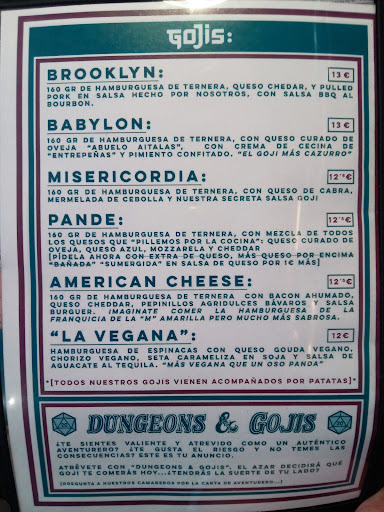 GOJIS:
BROOKLYN: 13 €
160 GR DE HAMBURGUESA DE TERNERA, QUESO CHEDAR, Y PULLED
PORK EN SALSA HECHO POR NOSOTROS, CON SALSA BBQ AL
BOURBON.
BABYLON: 13 €
160 GR DE HAMBURGUESA DE TERNERA, CON QUESO CURADO DE
OVEJA "ABUELO AITALAS", CON CREMA DE CECINA DE
"ENTREPEÑAS" Y PIMIENTO CONFITADO. "EL GOJI MÁS CAZURRO"
MISERICORDIA:
160 GR DE HAMBURGUESA DE TERNERA, CON QUESO DE CABRA,
MERMELADA DE CEBOLLA Y NUESTRA SECRETA SALSA GOJI
PANDE:
160 GR DE HAMBURGUESA DE TERNERA, CON MEZCLA DE TODOS
LOS QUESOS QUE "PILLEMOS POR LA COCINA": QUESO CURADO DE
OVEJA, QUESO AZUL, MOZZARELA Y CHEDDAR
[PÍDELA AHORA CON EXTRA DE QUESO, MÁS QUESO POR ENCIMA
"BAÑADA" "SUMERGIDA" EN SALSA DE QUESO POR 1€ MÁS]
AMERICAN CHEESE:
160 GR DE HAMBURGUESA DE TERNERA CON BACON AHUMADO,
QUESO CHEDDAR, PEPINILLOS AGRIDULCES BÁVAROS Y SALSA
BURGUER. IMAGINATE COMER LA HAMBURGUESA DE LA
FRANQUICIA DE LA "M" AMARILLA PERO MUCHO MÁS SABROSA.
"LA VEGANA": 12 €
HAMBURGUESA DE ESPINACAS CON QUESO GOUDA VEGANO,
CHORIZO VEGANO, SETA CARAMELIZA EN SOJA Y SALSA DE
AGUACATE AL TEQUILA. "MÁS VEGANA QUE UN OSO PANDA"
*[TODOS NUESTROS GOJIS VIENEN ACOMPAÑADOS POR PATATAS]*
DUNGEONS & GOJIS
¿TE SIENTES VALIENTE Y ATREVIDO COMO UN AUTÉNTICO
AVENTURERO? ¿TE GUSTA EL RIESGO Y NO TEMES LAS
CONSECUENCIAS? ESTE ES TU ANUNCIO.
ATRÉVETE CON "DUNGEONS & GOJIS". EL AZAR DECIDIRÁ QUÉ
GOJI TE COMERÁS HOY...¿TENDRÁS LA SUERTE DE TU LADO?
[PREGUNTA A NUESTROS CAMAREROS POR LA CARTA DE AVENTURERO...]